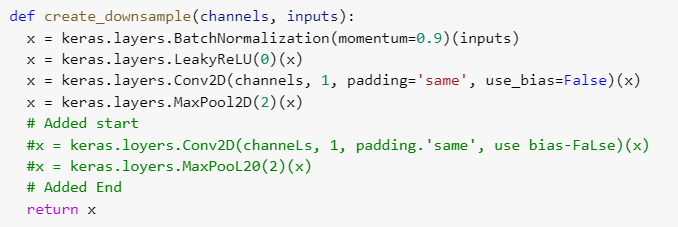 def create_downsample(channels, inputs):
x = keras.layers.BatchNormalization(momentum=0.9)(inputs)
x = keras.layers.LeakyReLU(0)(x)
x = keras.layers.Conv2D(channels, 1, padding='same', use_bias=False)(x)
x = keras.layers.MaxPool2D(2)(x)
# Added start
#x = keras.loyers.Conv2D(channeLs, 1, padding.'same', use bias-FaLse)(x)
#x = keras.loyers.MaxPooL20(2)(x)
# Added End
return x